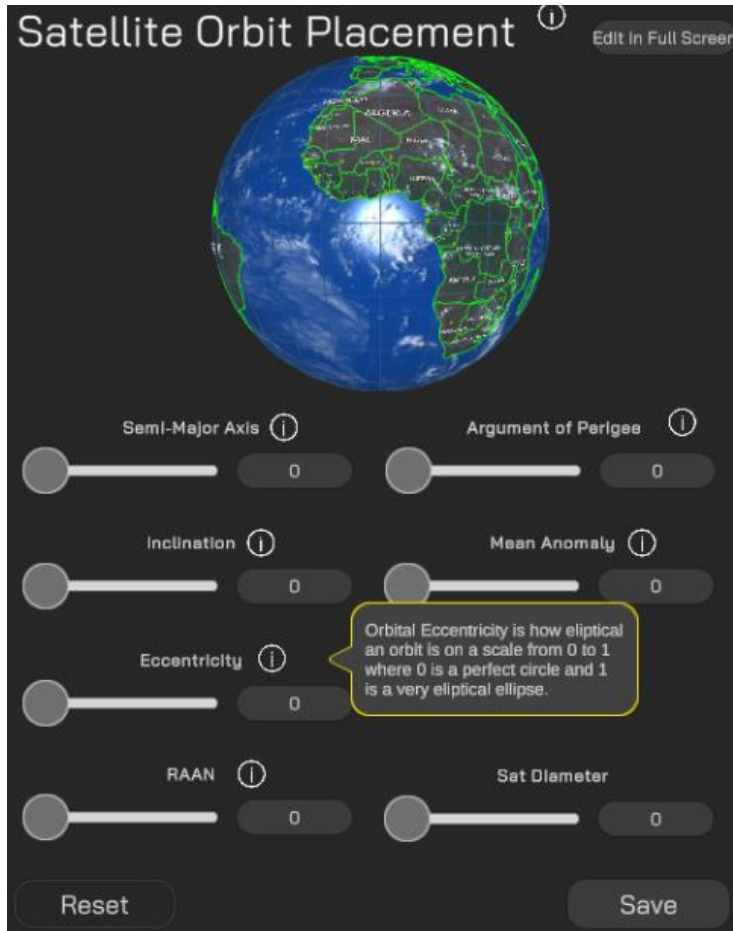 Satellite Orbit Placement
Edit in Full Screen
ALGERIA
Semi-Major Axis
0
Argument of Perigee
0
Inclination
0
Mean Anomaly
0
Eccentricity
0
Orbital Eccentricity is how eliptical
an orbit is on a scale from 0 to 1
where 0 is a perfect circle and 1
is a very eliptical ellipse.
RAAN
0
Sat Diameter
0
Reset
Save